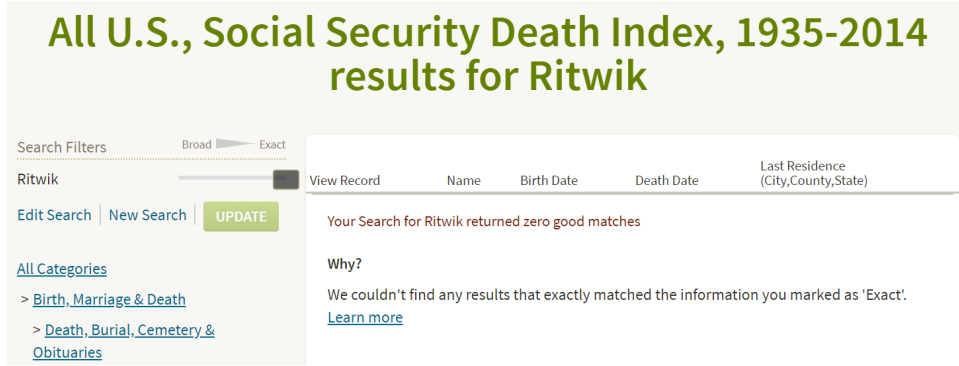 All U.S., Social Security Death Index, 1935-2014
results for Ritwik
Search Filters
Broad Exact
Ritwik
Edit Search New Search UPDATE
All Categories
> Birth, Marriage & Death
> Death, Burial, Cemetery &
Obituaries
View Record Name Birth Date Death Date Last Residence
(City,County,State)
Your Search for Ritwik returned zero good matches
Why?
We couldn't find any results that exactly matched the information you marked as 'Exact'.
Learn more